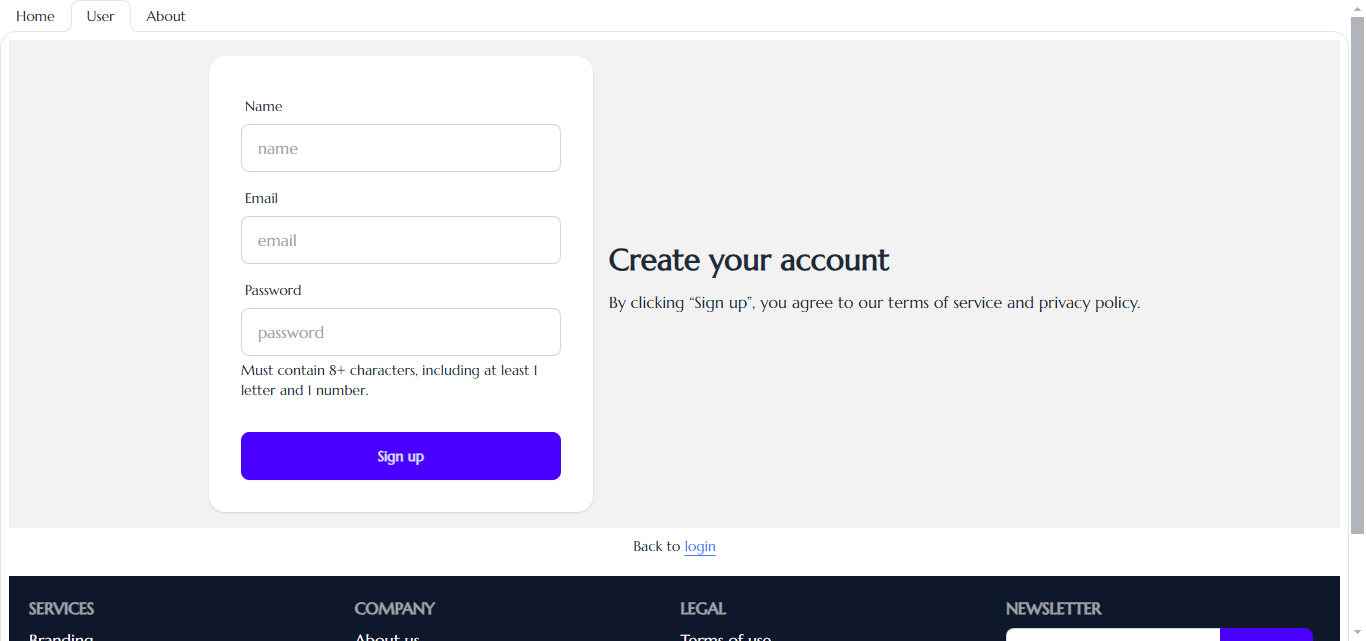 Home
User
About
Name
name
Email
email
Password
password
Must contain 8+ characters, including at least 1
letter and 1 number.
Sign up
Create your account
By clicking “Sign up”, you agree to our terms of service and privacy policy.
Back to login
SERVICES
Branding
COMPANY
About us
LEGAL
Terms of use
NEWSLETTER